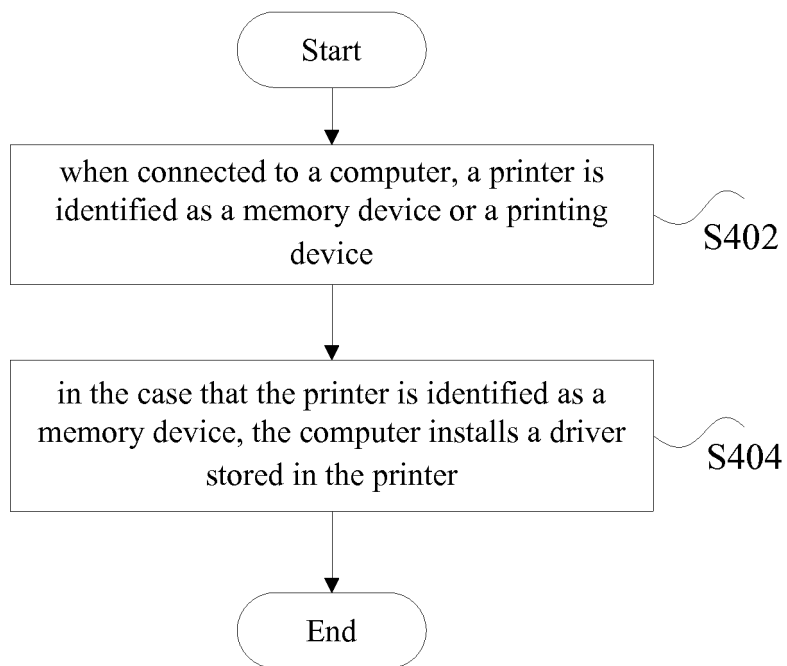 Start
when connected to a computer, a printer is
identified as a memory device or a printing
device
S402
in the case that the printer is identified as a
memory device, the computer installs a driver
stored in the printer
S404
End